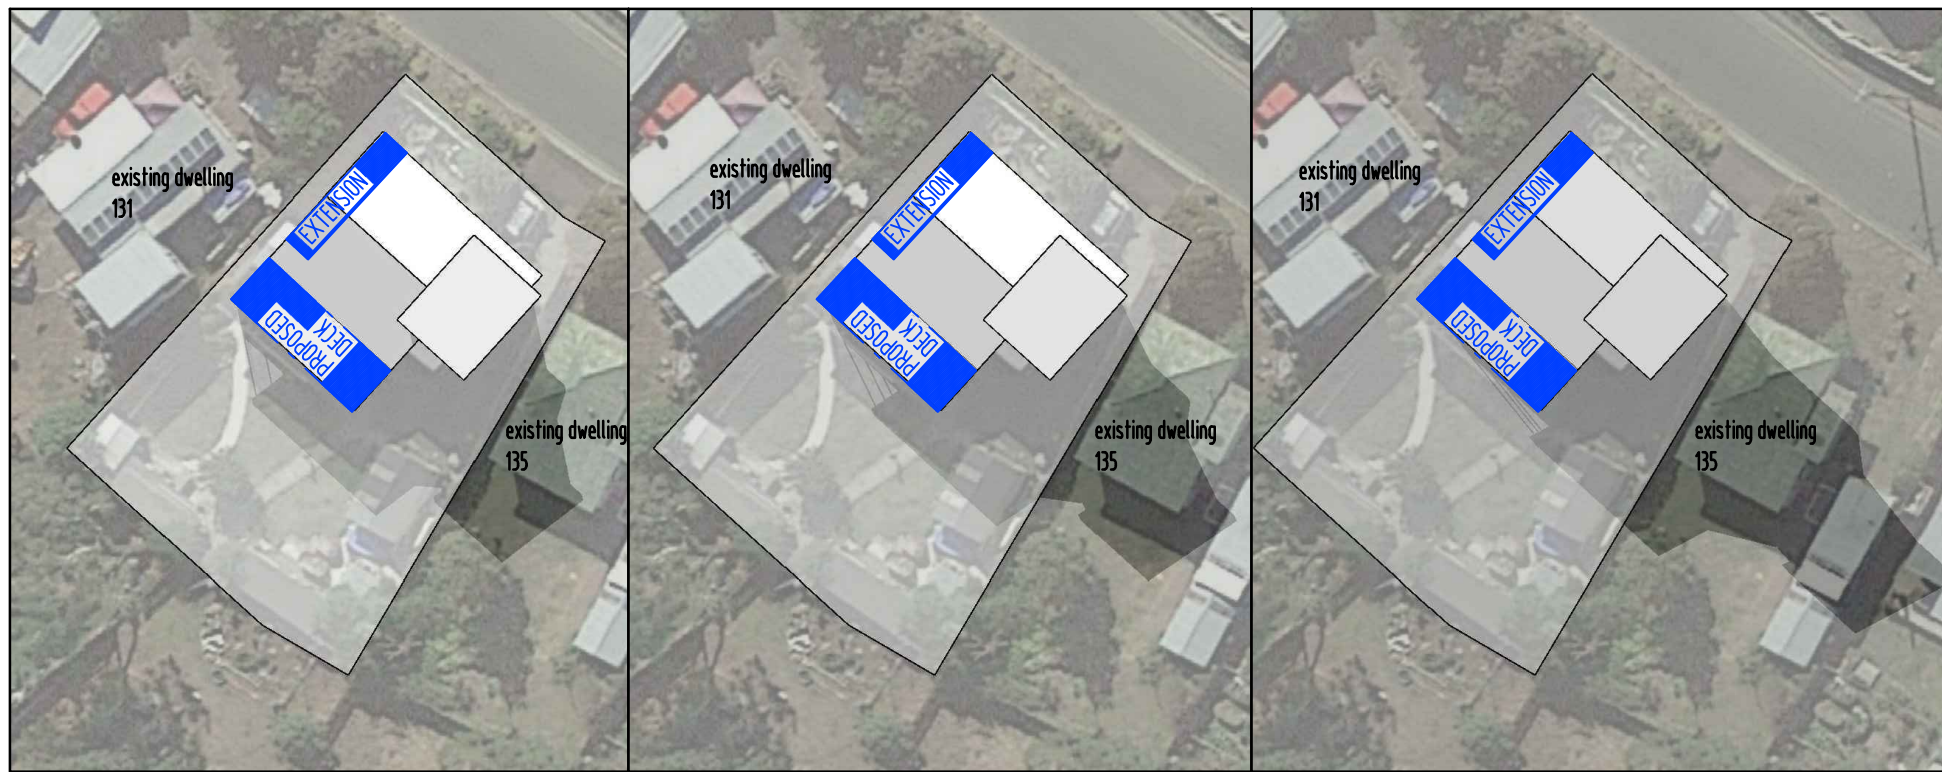 existing dwelling
131
EXTENSION
PROPOSED
DECK
existing dwelling
135
existing dwelling
131
EXTENSION
PROPOSED
DECK
existing dwelling
135
existing dwelling
131
EXTENSION
PROPOSED
DECK
existing dwelling
135